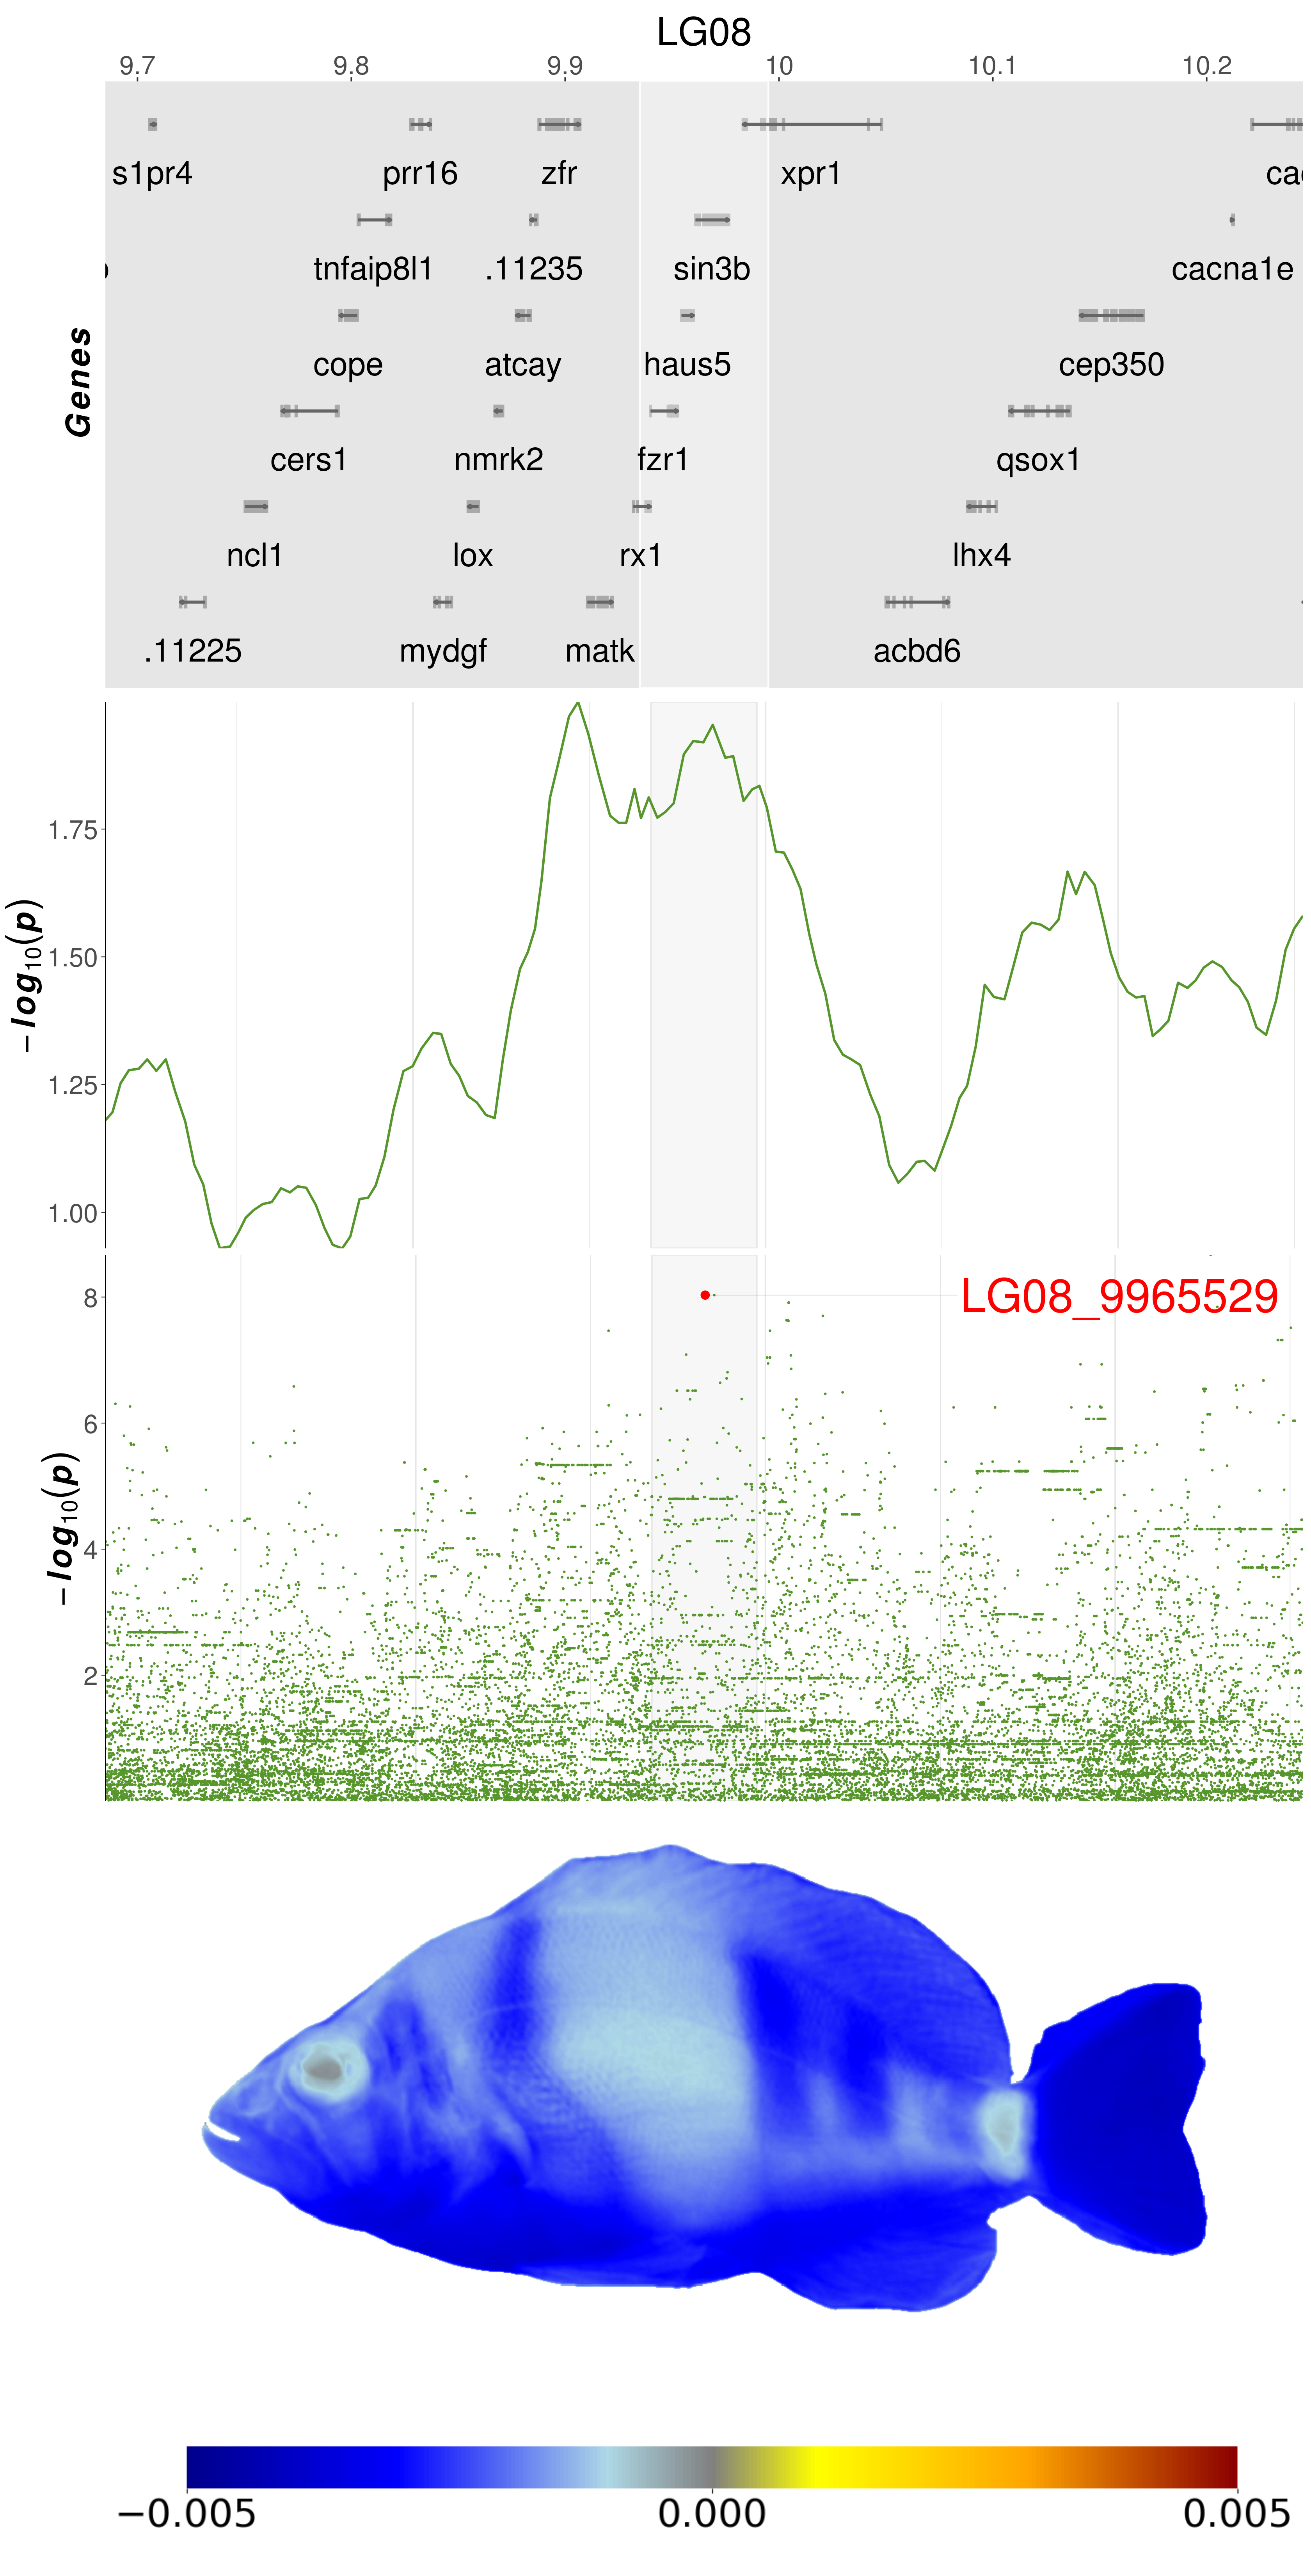 LG08
9.7 9.8 9.9 10 10.1 10.2
s1pr4 prr16 zfr xpr1
tnfaip8l1 .11235 sin3b cacna1e
Genes
cope atcay haus5 cep350
cers1 nmrk2 fzr1 qsox1
ncl1 lox rx1 lhx4
.11225 mydgf matk acbd6
−log10(p)
1.75
1.50
1.25
1.00
−log10(p)
8
6
4
2
LG08_9965529
−0.005 0.000 0.005